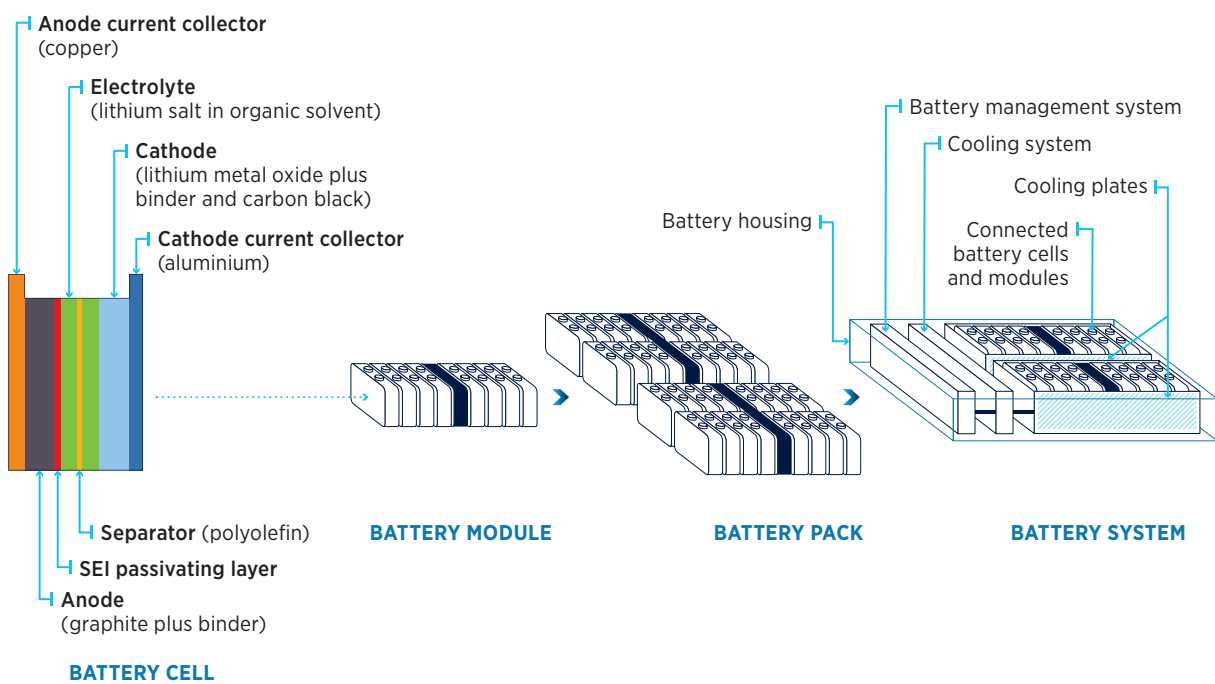 Anode current collector
(copper)
Electrolyte
(lithium salt in organic solvent)
Cathode
(lithium metal oxide plus
binder and carbon black)
Cathode current collector
(aluminium)
Separator (polyolefin)
SEI passivating layer
Anode
(graphite plus binder)
BATTERY CELL
BATTERY MODULE
BATTERY PACK
Battery management system
Cooling system
Cooling plates
Battery housing
Connected
battery cells
and modules
BATTERY SYSTEM